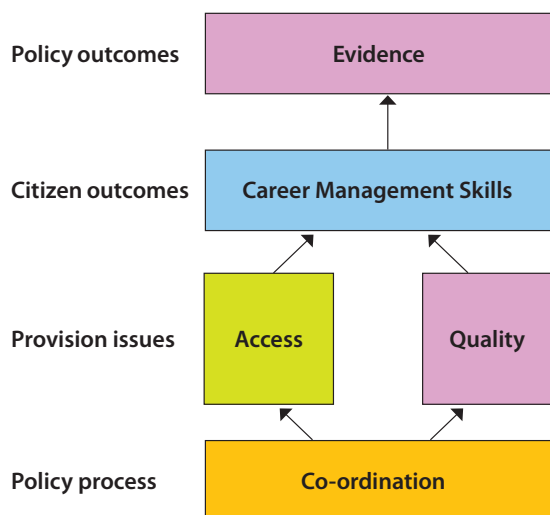 Policy outcomes
Evidence
Citizen outcomes
Career Management Skills
Provision issues
Access
Quality
Policy process
Co-ordination